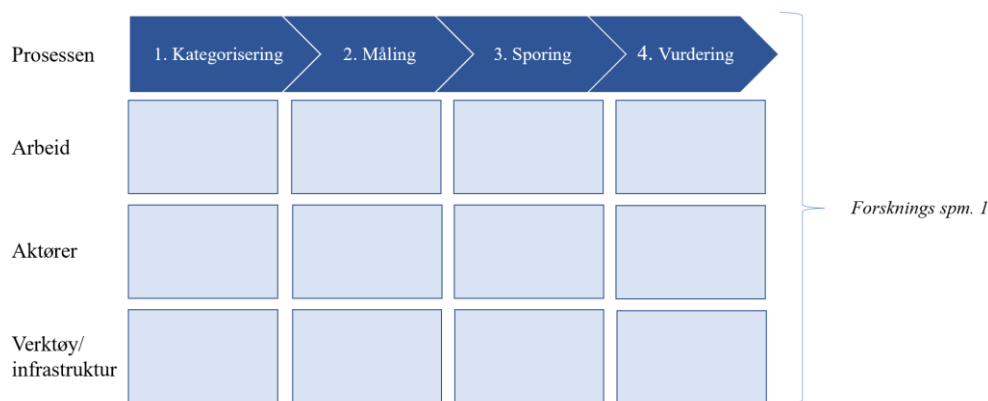 Prosessen
1. Kategorisering
2. Måling
3. Sporing
4. Vurdering
Arbeid
Aktører
Verktøy/
infrastruktur
Forsknings spm. 1